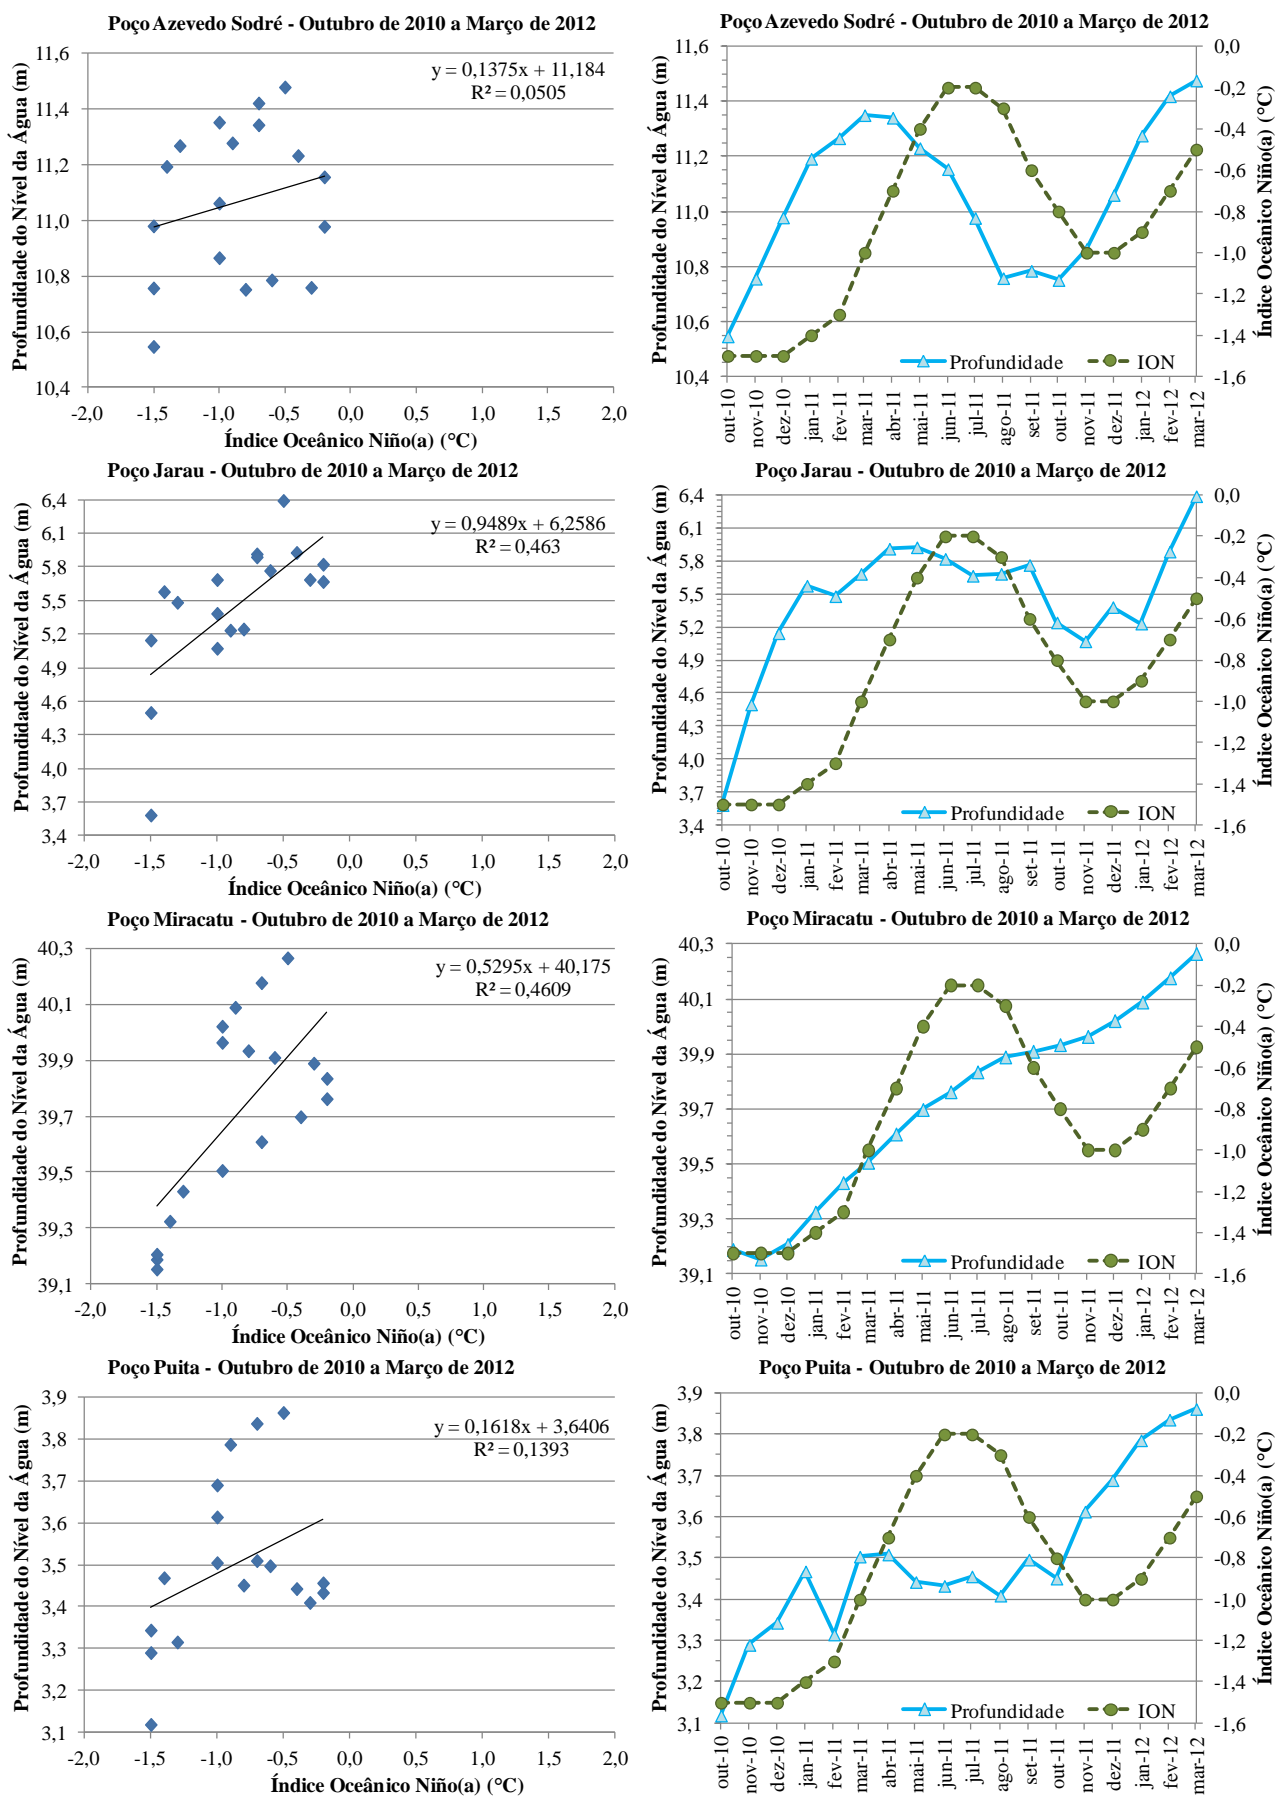 Poço Azevedo Sodré - Outubro de 2010 a Março de 2012
Profundidade do Nível da Água (m)
11,6
11,4
11,2
11,0
10,8
10,6
10,4
y = 0,1375x + 11,184
R² = 0,0505
-2,0 -1,5 -1,0 -0,5 0,0 0,5 1,0 1,5 2,0
Índice Oceânico Niño(a) (°C)
Poço Azevedo Sodré - Outubro de 2010 a Março de 2012
Profundidade do Nível da Água (m)
11,6
11,4
11,2
11,0
10,8
10,6
10,4
Profundidade ION
0,0
-0,2
-0,4
-0,6
-0,8
-1,0
-1,2
-1,4
-1,6
Índice Oceânico Niño(a) (°C)
out-10 nov-10 dez-10 jan-11 fev-11 mar-11 abr-11 mai-11 jun-11 jul-11 ago-11 set-11 out-11 nov-11 dez-11 jan-12 fev-12 mar-12
Poço Jarau - Outubro de 2010 a Março de 2012
Profundidade do Nível da Água (m)
6,4
6,1
5,8
5,5
5,2
4,9
4,6
4,3
4,0
3,7
3,4
y = 0,9489x + 6,2586
R² = 0,463
-2,0 -1,5 -1,0 -0,5 0,0 0,5 1,0 1,5 2,0
Índice Oceânico Niño(a) (°C)
Poço Jarau - Outubro de 2010 a Março de 2012
Profundidade do Nível da Água (m)
6,4
6,1
5,8
5,5
5,2
4,9
4,6
4,3
4,0
3,7
3,4
Profundidade ION
0,0
-0,2
-0,4
-0,6
-0,8
-1,0
-1,2
-1,4
-1,6
Índice Oceânico Niño(a) (°C)
out-10 nov-10 dez-10 jan-11 fev-11 mar-11 abr-11 mai-11 jun-11 jul-11 ago-11 set-11 out-11 nov-11 dez-11 jan-12 fev-12 mar-12
Poço Miracatu - Outubro de 2010 a Março de 2012
Profundidade do Nível da Água (m)
40,3
40,1
39,9
39,7
39,5
39,3
39,1
y = 0,5295x + 40,175
R² = 0,4609
-2,0 -1,5 -1,0 -0,5 0,0 0,5 1,0 1,5 2,0
Índice Oceânico Niño(a) (°C)
Poço Miracatu - Outubro de 2010 a Março de 2012
Profundidade do Nível da Água (m)
40,3
40,1
39,9
39,7
39,5
39,3
39,1
Profundidade ION
0,0
-0,2
-0,4
-0,6
-0,8
-1,0
-1,2
-1,4
-1,6
Índice Oceânico Niño(a) (°C)
out-10 nov-10 dez-10 jan-11 fev-11 mar-11 abr-11 mai-11 jun-11 jul-11 ago-11 set-11 out-11 nov-11 dez-11 jan-12 fev-12 mar-12
Poço Puita - Outubro de 2010 a Março de 2012
Profundidade do Nível da Água (m)
3,9
3,8
3,7
3,6
3,5
3,4
3,3
3,2
3,1
y = 0,1618x + 3,6406
R² = 0,1393
-2,0 -1,5 -1,0 -0,5 0,0 0,5 1,0 1,5 2,0
Índice Oceânico Niño(a) (°C)
Poço Puita - Outubro de 2010 a Março de 2012
Profundidade do Nível da Água (m)
3,9
3,8
3,7
3,6
3,5
3,4
3,3
3,2
3,1
Profundidade ION
0,0
-0,2
-0,4
-0,6
-0,8
-1,0
-1,2
-1,4
-1,6
Índice Oceânico Niño(a) (°C)
out-10 nov-10 dez-10 jan-11 fev-11 mar-11 abr-11 mai-11 jun-11 jul-11 ago-11 set-11 out-11 nov-11 dez-11 jan-12 fev-12 mar-12